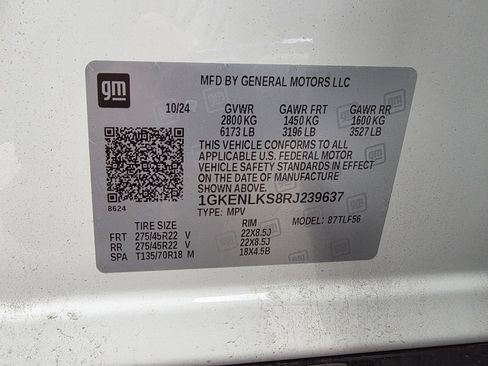 gm
MFD BY GENERAL MOTORS LLC
10/24 GVWR GAWR FRT GAWR RR
2800 KG 1450 KG 1600 KG
6173 LB 3196 LB 3527 LB
THIS VEHICLE CONFORMS TO ALL
APPLICABLE U.S. FEDERAL MOTOR
VEHICLE SAFETY STANDARDS IN EFFECT
ON THE DATE OF MANUFACTURE
SHOWN ABOVE.
8624 1GKENLKS8RJ239637
TYPE: MPV MODEL: B7TLF56
TIRE SIZE RIM
FRT 275/45R22 V 22X8.5J
RR 275/45R22 V 22X8.5J
SPA T135/70R18 M 18X4.5B